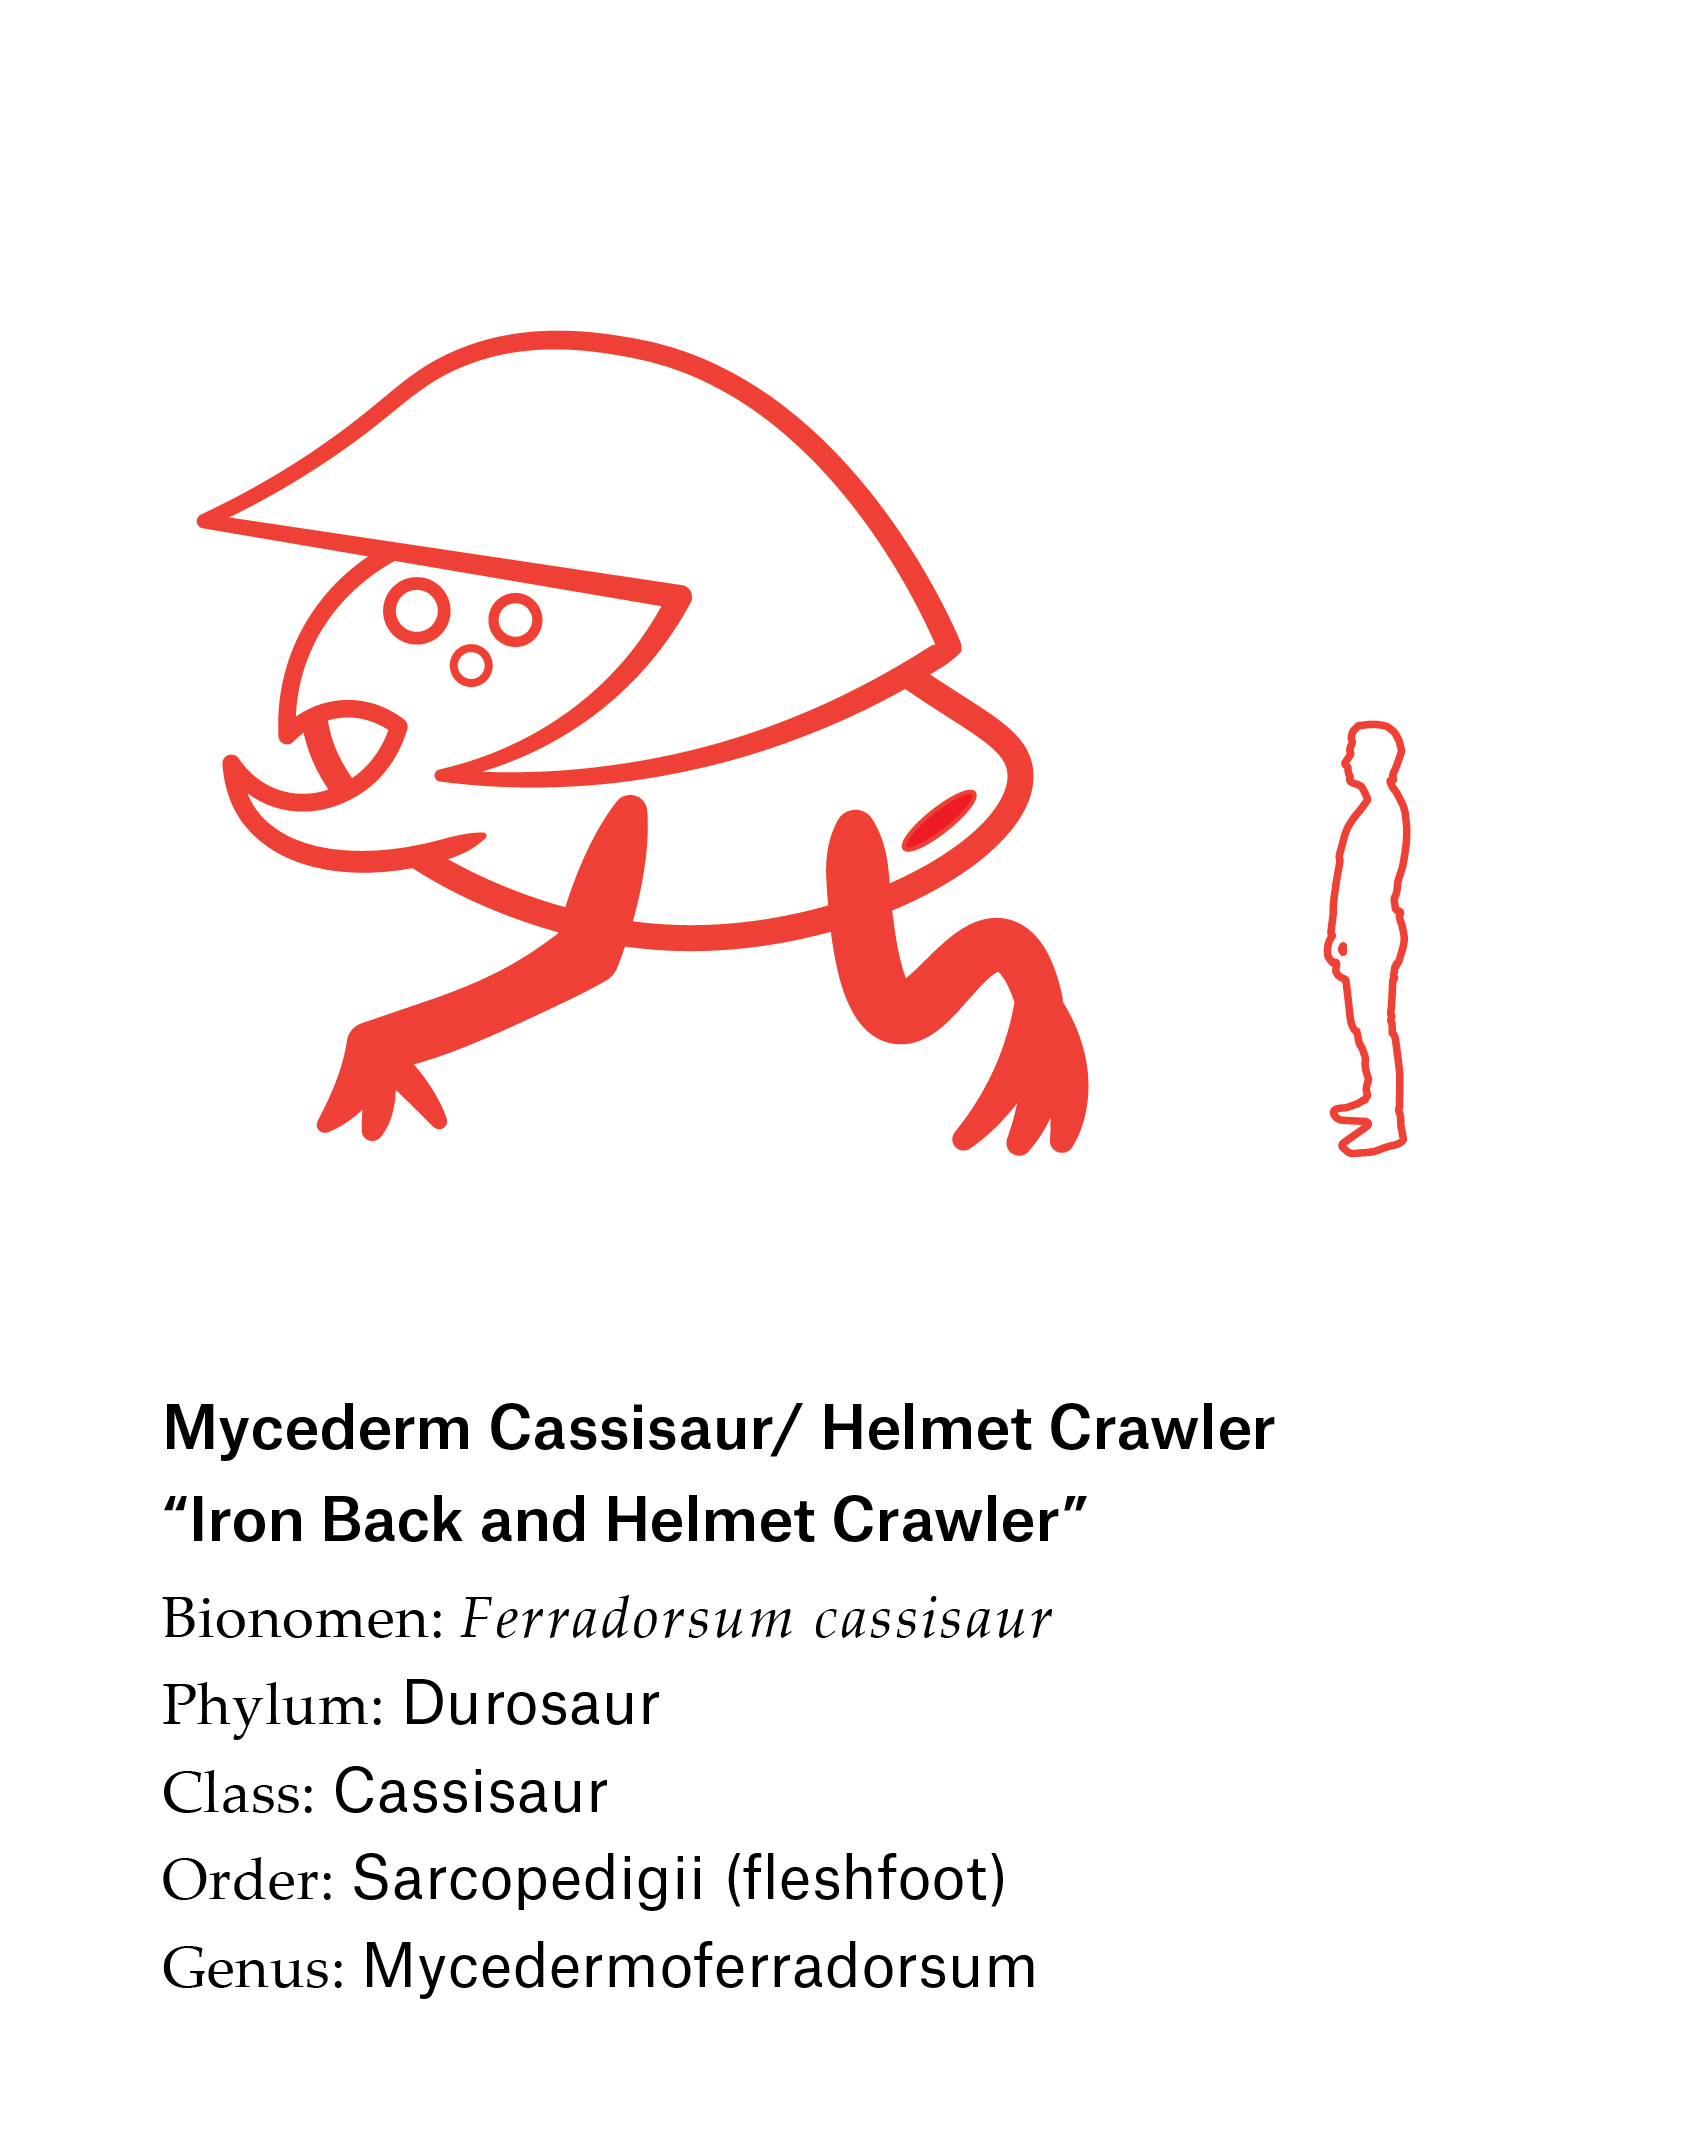 Mycederm Cassisaur/ Helmet Crawler
“Iron Back and Helmet Crawler”
Bionomen: Ferradorsum cassisaur
Phylum: Durosaur
Class: Cassisaur
Order: Sarcopedigii (fleshfoot)
Genus: Mycedermoferradorsum